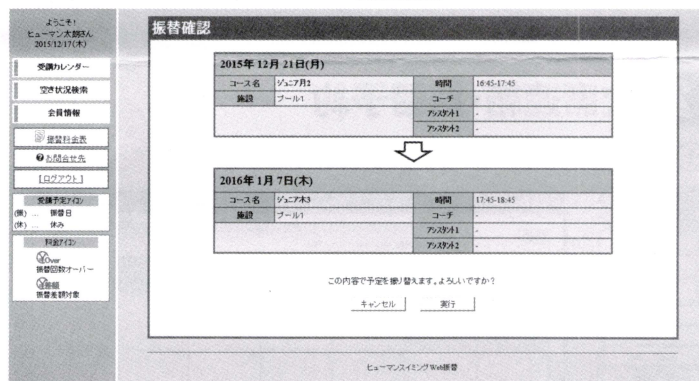 ようこそ！
ヒューマン太朗さん
2015/12/17(木)
受講カレンダー
空き状況検索
会員情報
振替料金表
お問合せ先
[ログアウト]
受講予定アイコン
(振) … 振替日
(休) … 休み
料金アイコン
Over
振替回数オーバー
差額
振替差額対象
振替確認
2015年 12月 21日(月)
コース名 ジュニア月2 時間 16:45-17:45
施設 プール1 コーチ -
アシスタント1 -
アシスタント2 -
2016年 1月 7日(木)
コース名 ジュニア木3 時間 17:45-18:45
施設 プール1 コーチ -
アシスタント1 -
アシスタント2 -
この内容で予定を振り替えます。よろしいですか？
キャンセル 実行
ヒューマンスイミング Web振替